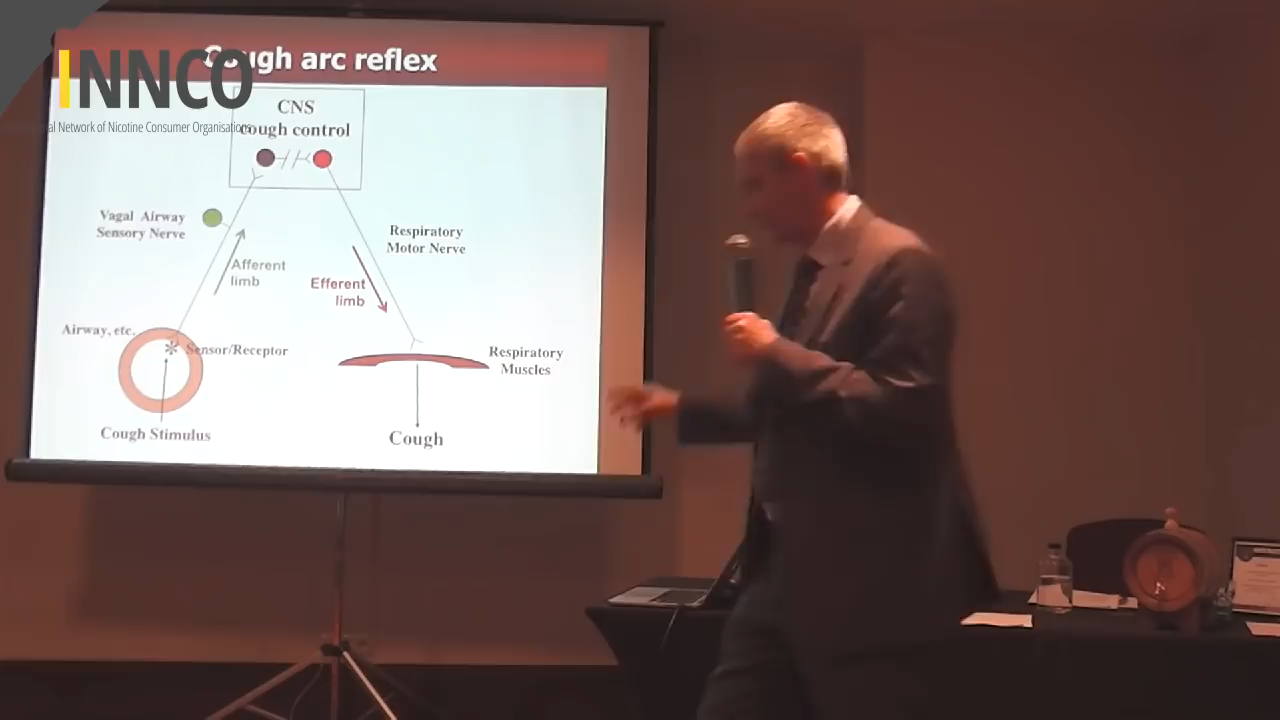 Cough arc reflex
INNCO
al Network of Nicotine Consumer Organisations
CNS
cough control
Vagal Airway
Sensory Nerve
Respiratory
Motor Nerve
Afferent
limb
Efferent
limb
Airway, etc.
Sensor/Receptor
Respiratory
Muscles
Cough Stimulus
Cough